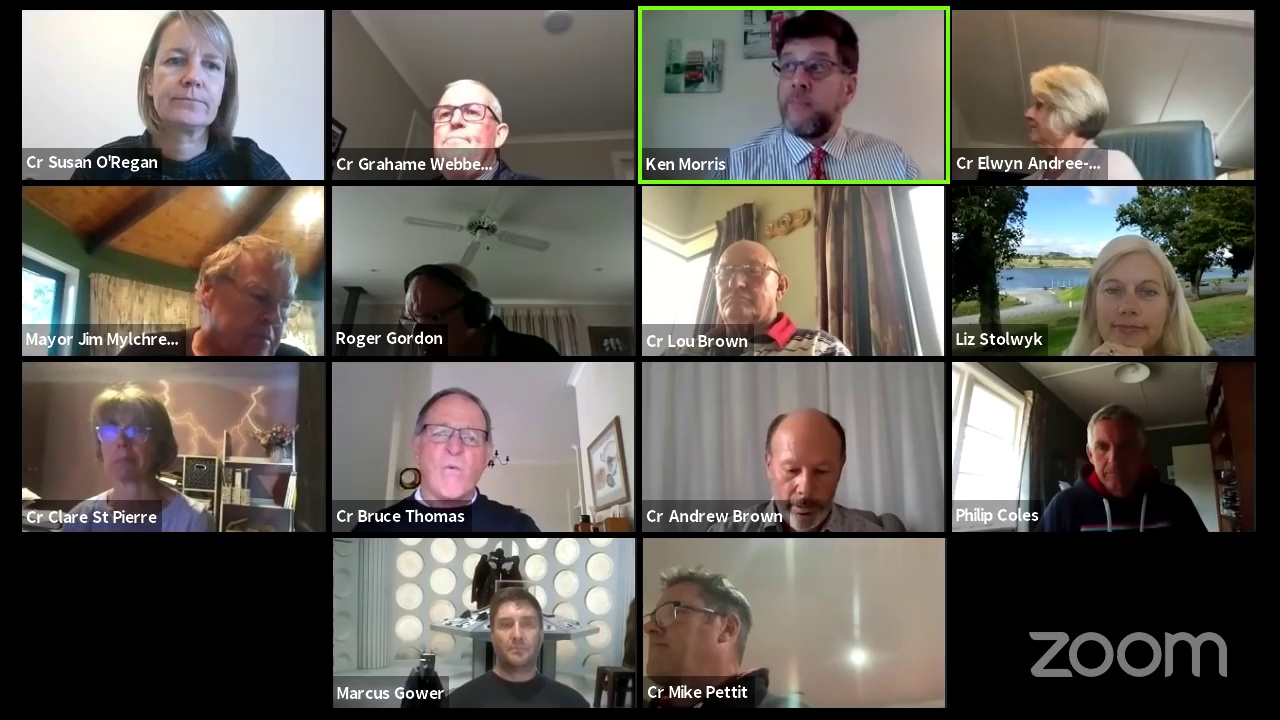 Cr Susan O'Regan
Cr Grahame Webbe...
Ken Morris
Cr Elwyn Andree-...
Mayor Jim Mylchre...
Roger Gordon
Cr Lou Brown
Liz Stolwyk
Cr Clare St Pierre
Cr Bruce Thomas
Cr Andrew Brown
Philip Coles
Marcus Gower
Cr Mike Pettit
zoom